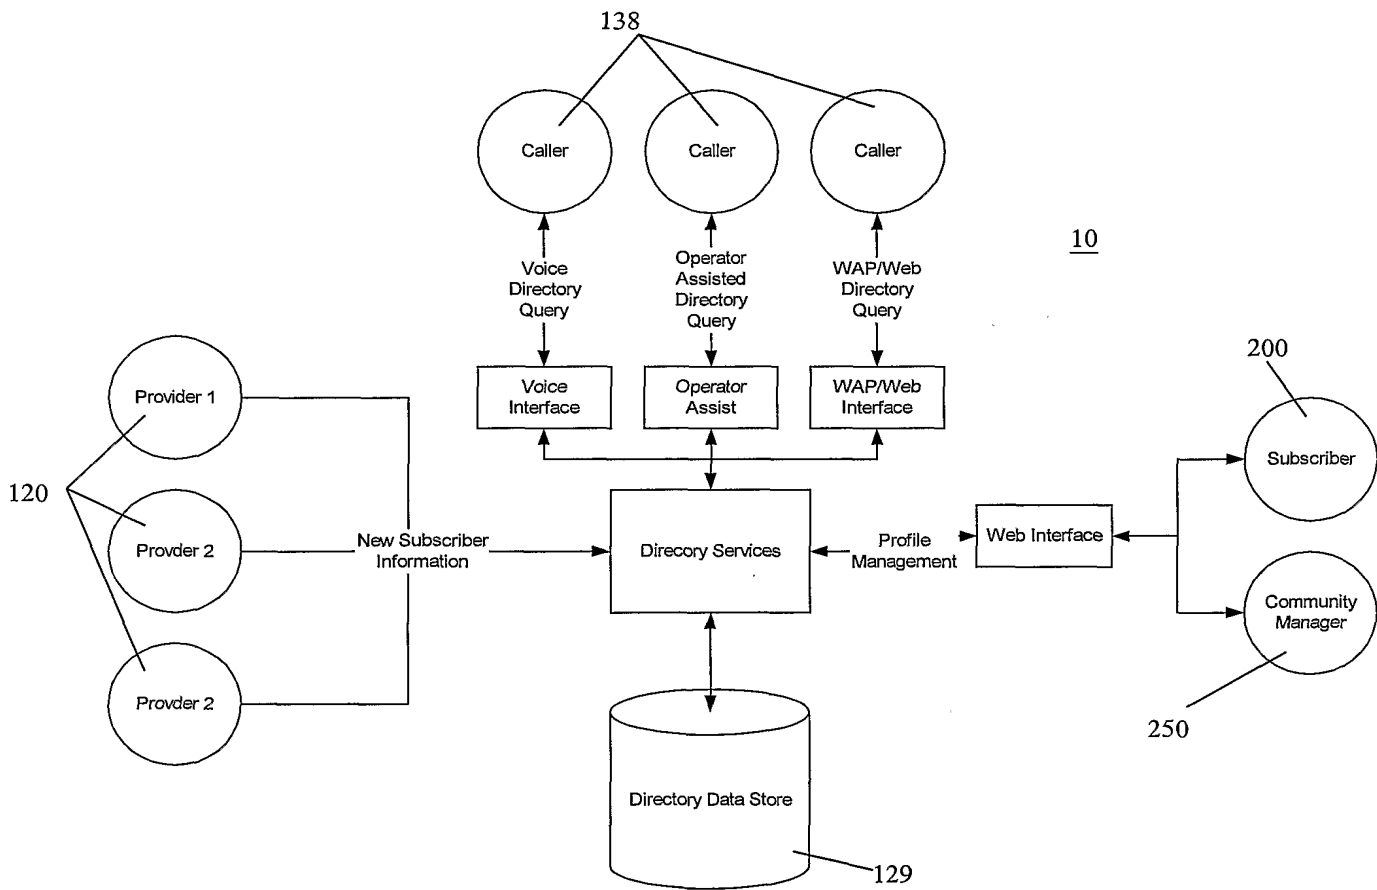 138
Caller
Caller
Caller
10
Voice
Directory
Query
Operator
Assisted
Directory
Query
WAP/Web
Directory
Query
Voice
Interface
Operator
Assist
WAP/Web
Interface
Provider 1
Provder 2
Provder 2
120
New Subscriber
Information
Direcory Services
Profile
Management
Web Interface
200
Subscriber
Community
Manager
250
Directory Data Store
129